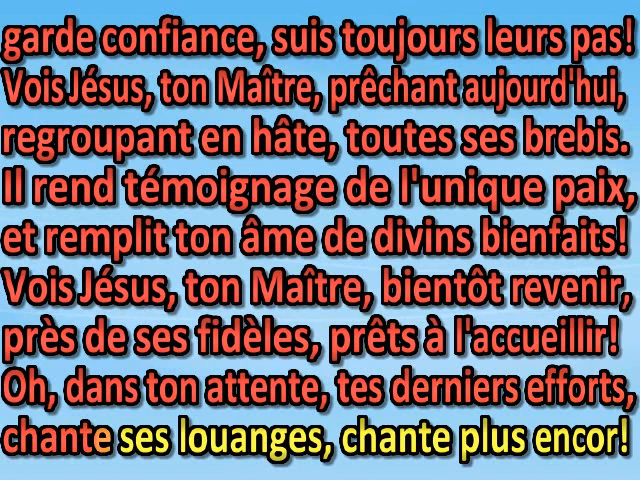 garde confiance, suis toujours leurs pas!
Vois Jésus, ton Maître, prêchant aujourd'hui,
regroupant en hâte, toutes ses brebis.
Il rend témoignage de l'unique paix,
et remplit ton âme de divins bienfaits!
Vois Jésus, ton Maître, bientôt revenir,
près de ses fidèles, prêts à l'accueillir!
Oh, dans ton attente, tes derniers efforts,
chante ses louanges, chante plus encor!